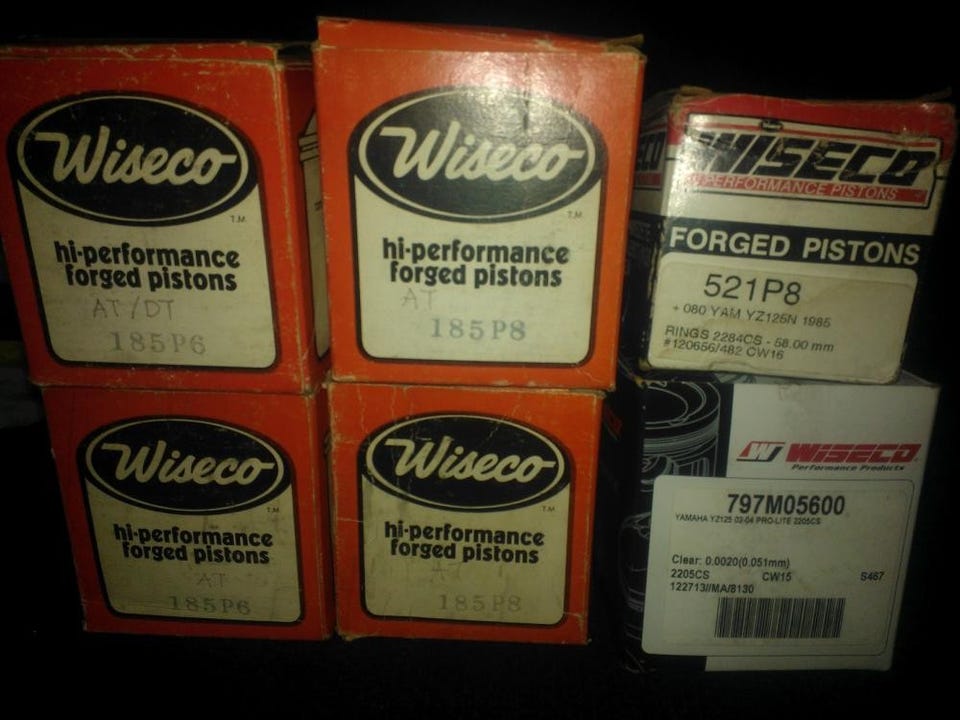 Wiseco
T.M.
hi-performance
forged pistons
AT/DT
185P6
Wiseco
T.M.
hi-performance
forged pistons
AT
185P8
WISECO
PERFORMANCE PISTONS
FORGED PISTONS
521P8
+ 080 YAM YZ125N 1985
RINGS 2284CS - 58.00 mm
#120656/482 CW16
Wiseco
T.M.
hi-performance
forged pistons
AT
185P6
Wiseco
T.M.
hi-performance
forged pistons
AT
185P8
W WISECO
Performance Products
797M05600
YAMAHA YZ125 03-04 PRO-LITE 2205CS
Clear: 0.0020(0.051mm)
2205CS CW15 S467
122713//MA/8130